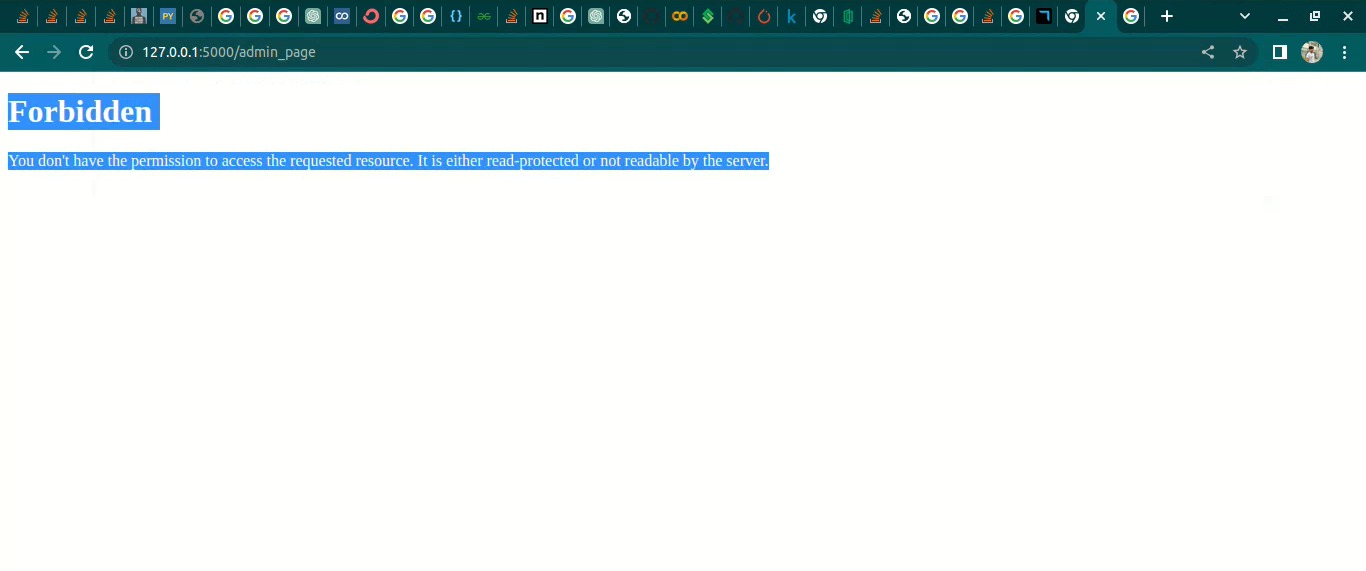 PY
127.0.0.1:5000/admin_page
Forbidden
You don't have the permission to access the requested resource. It is either read-protected or not readable by the server.